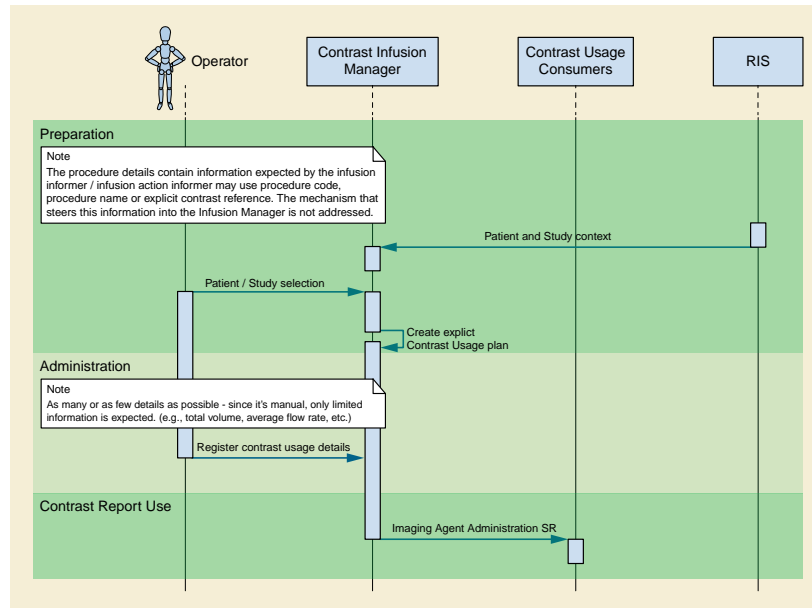 Operator
Contrast Infusion
Manager
Contrast Usage
Consumers
RIS
Preparation
Note
The procedure details contain information expected by the infusion
informer / infusion action informer may use procedure code,
procedure name or explicit contrast reference. The mechanism that
steers this information into the Infusion Manager is not addressed.
Patient and Study context
Patient / Study selection
Create explict
Contrast Usage plan
Administration
Note
As many or as few details as possible - since it's manual, only limited
information is expected. (e.g., total volume, average flow rate, etc.)
Register contrast usage details
Contrast Report Use
Imaging Agent Administration SR